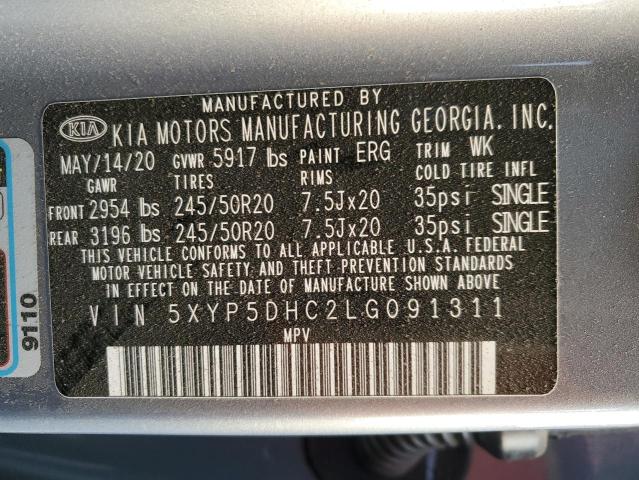 MANUFACTURED BY
KIA KIA MOTORS MANUFACTURING GEORGIA. INC.
MAY/14/20 GVWR 5917 lbs PAINT ERG TRIM WK
GAWR TIRES RIMS COLD TIRE INFL
FRONT 2954 lbs 245/50R20 7.5Jx20 35psi SINGLE
REAR 3196 lbs 245/50R20 7.5Jx20 35psi SINGLE
THIS VEHICLE CONFORMS TO ALL APPLICABLE U.S.A. FEDERAL
MOTOR VEHICLE SAFETY AND THEFT PREVENTION STANDARDS
IN EFFECT ON THE DATE OF MANUFACTURE SHOWN ABOVE
VIN 5XYP5DHC2LG091311
MPV
9110